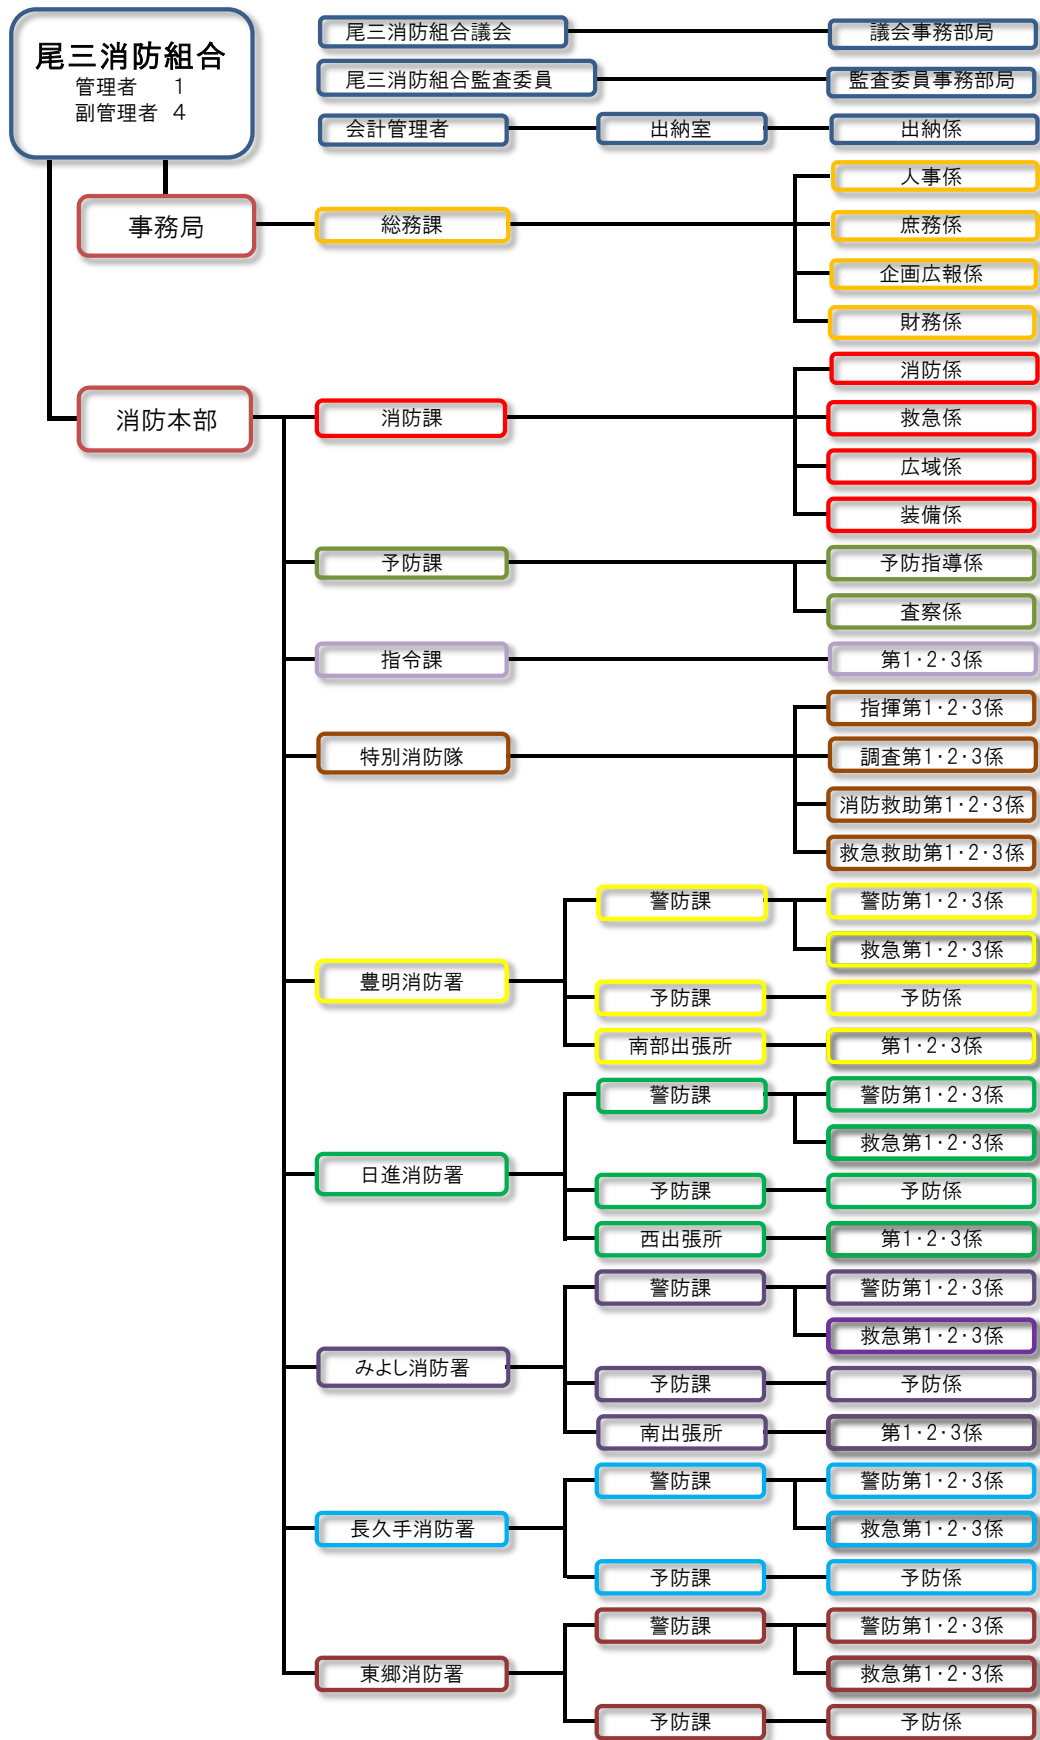 尾三消防組合
管理者 1
副管理者 4
尾三消防組合議会
議会事務部局
尾三消防組合監査委員
監査委員事務部局
会計管理者
出納室
出納係
事務局
総務課
人事係
庶務係
企画広報係
財務係
消防本部
消防課
消防係
救急係
広域係
装備係
予防課
予防指導係
査察係
指令課
第1・2・3係
特別消防隊
指揮第1・2・3係
調査第1・2・3係
消防救助第1・2・3係
救急救助第1・2・3係
豊明消防署
警防課
警防第1・2・3係
救急第1・2・3係
予防課
予防係
南部出張所
第1・2・3係
日進消防署
警防課
警防第1・2・3係
救急第1・2・3係
予防課
予防係
西出張所
第1・2・3係
みよし消防署
警防課
警防第1・2・3係
救急第1・2・3係
予防課
予防係
南出張所
第1・2・3係
長久手消防署
警防課
警防第1・2・3係
救急第1・2・3係
予防課
予防係
東郷消防署
警防課
警防第1・2・3係
救急第1・2・3係
予防課
予防係